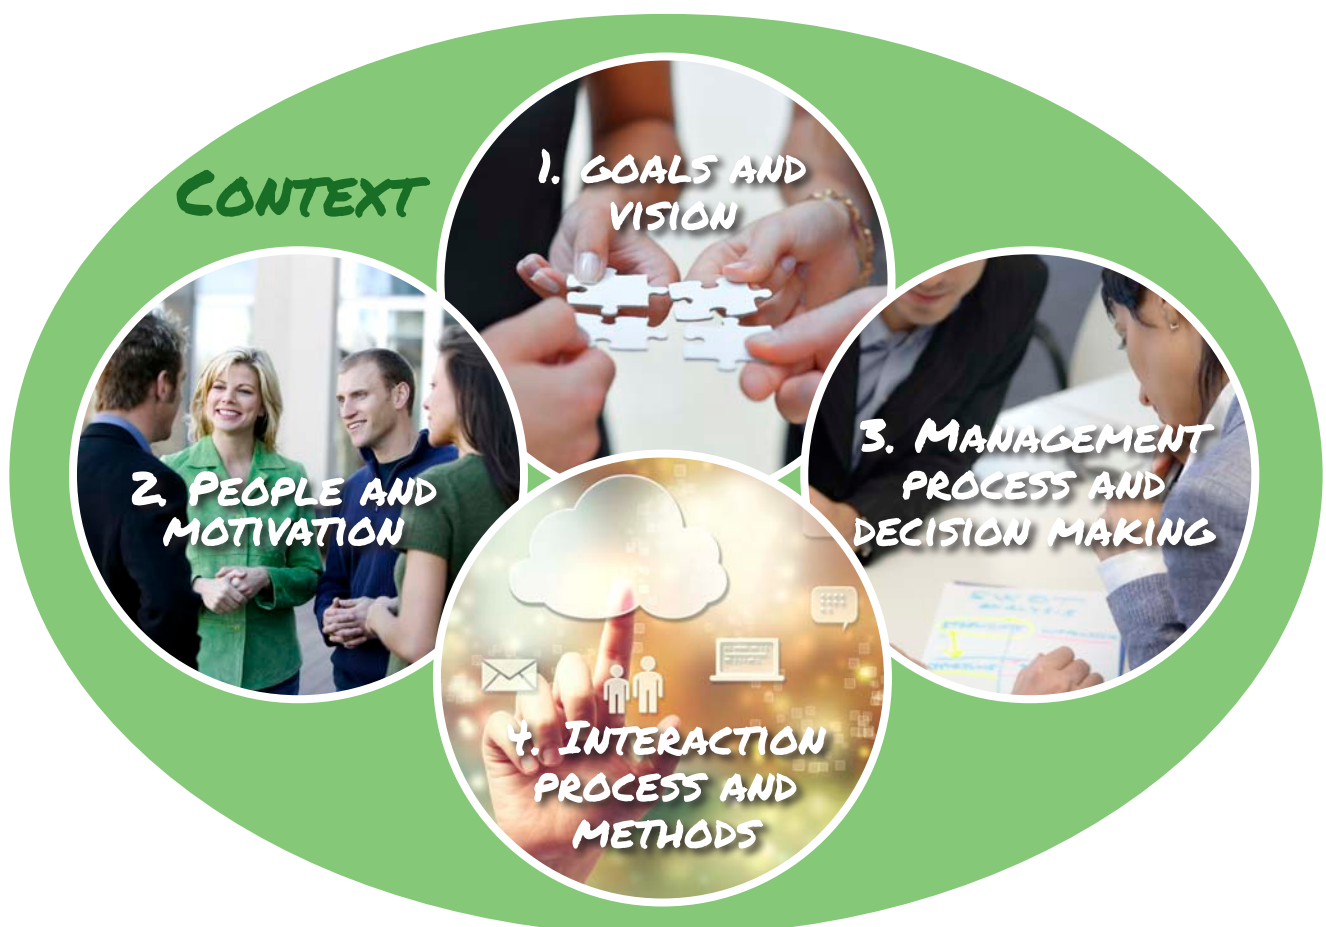 Context
1. goals and
vision
2. People and
motivation
3. Management
process and
decision making
4. Interaction
process and
methods